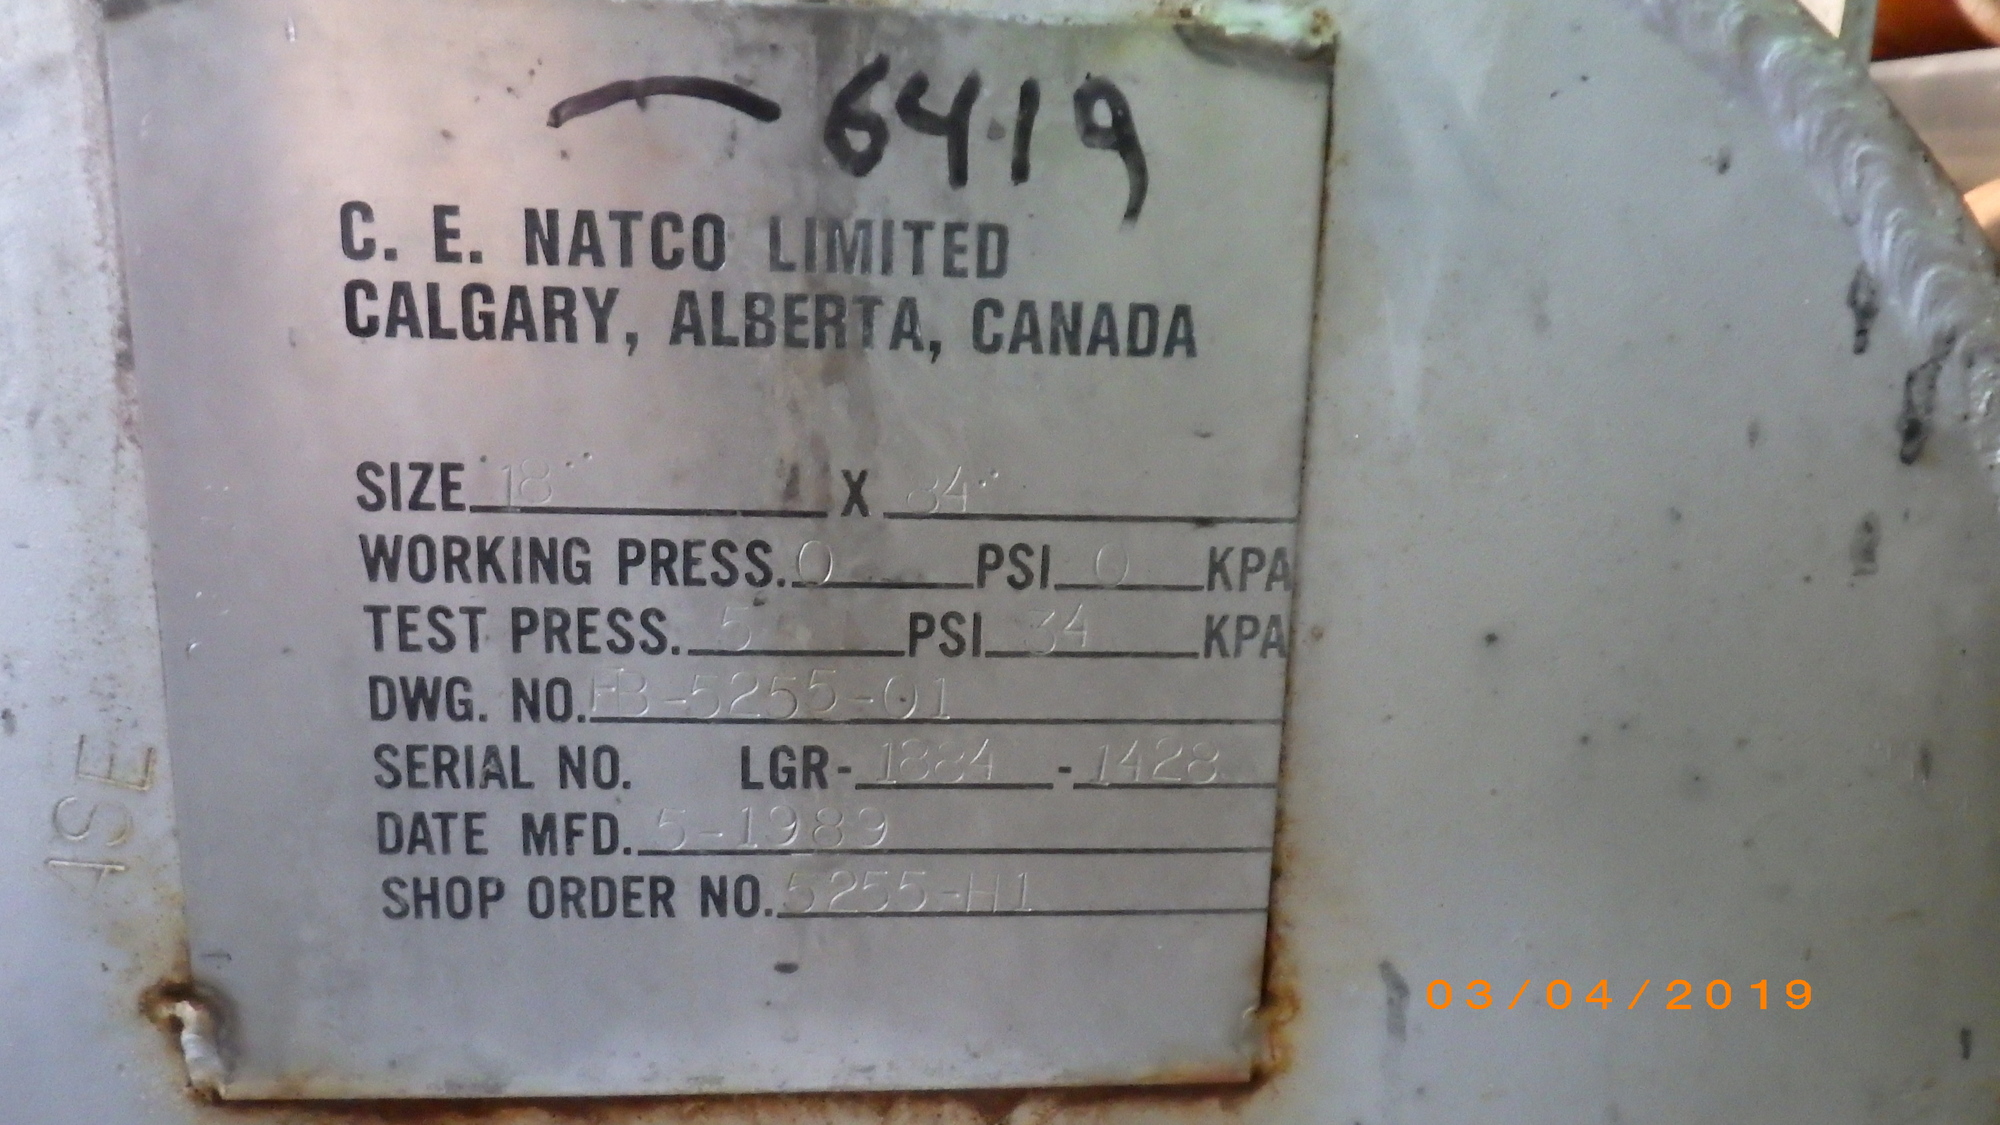 6419
C. E. NATCO LIMITED
CALGARY, ALBERTA, CANADA
SIZE 18" X 84"
WORKING PRESS. 0 PSI 0 KPA
TEST PRESS. 5 PSI 34 KPA
DWG. NO. HB-5255-01
SERIAL NO. LGR- 1884 - 1428
DATE MFD. 5-1989
SHOP ORDER NO. 5255-H1
03/04/2019